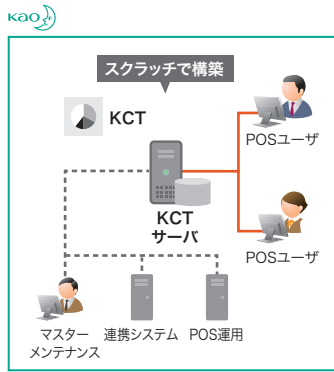 Kao
スクラッチで構築
KCT
POSユーザ
KCT
サーバ
POSユーザ
マスター
メンテナンス
連携システム
POS運用